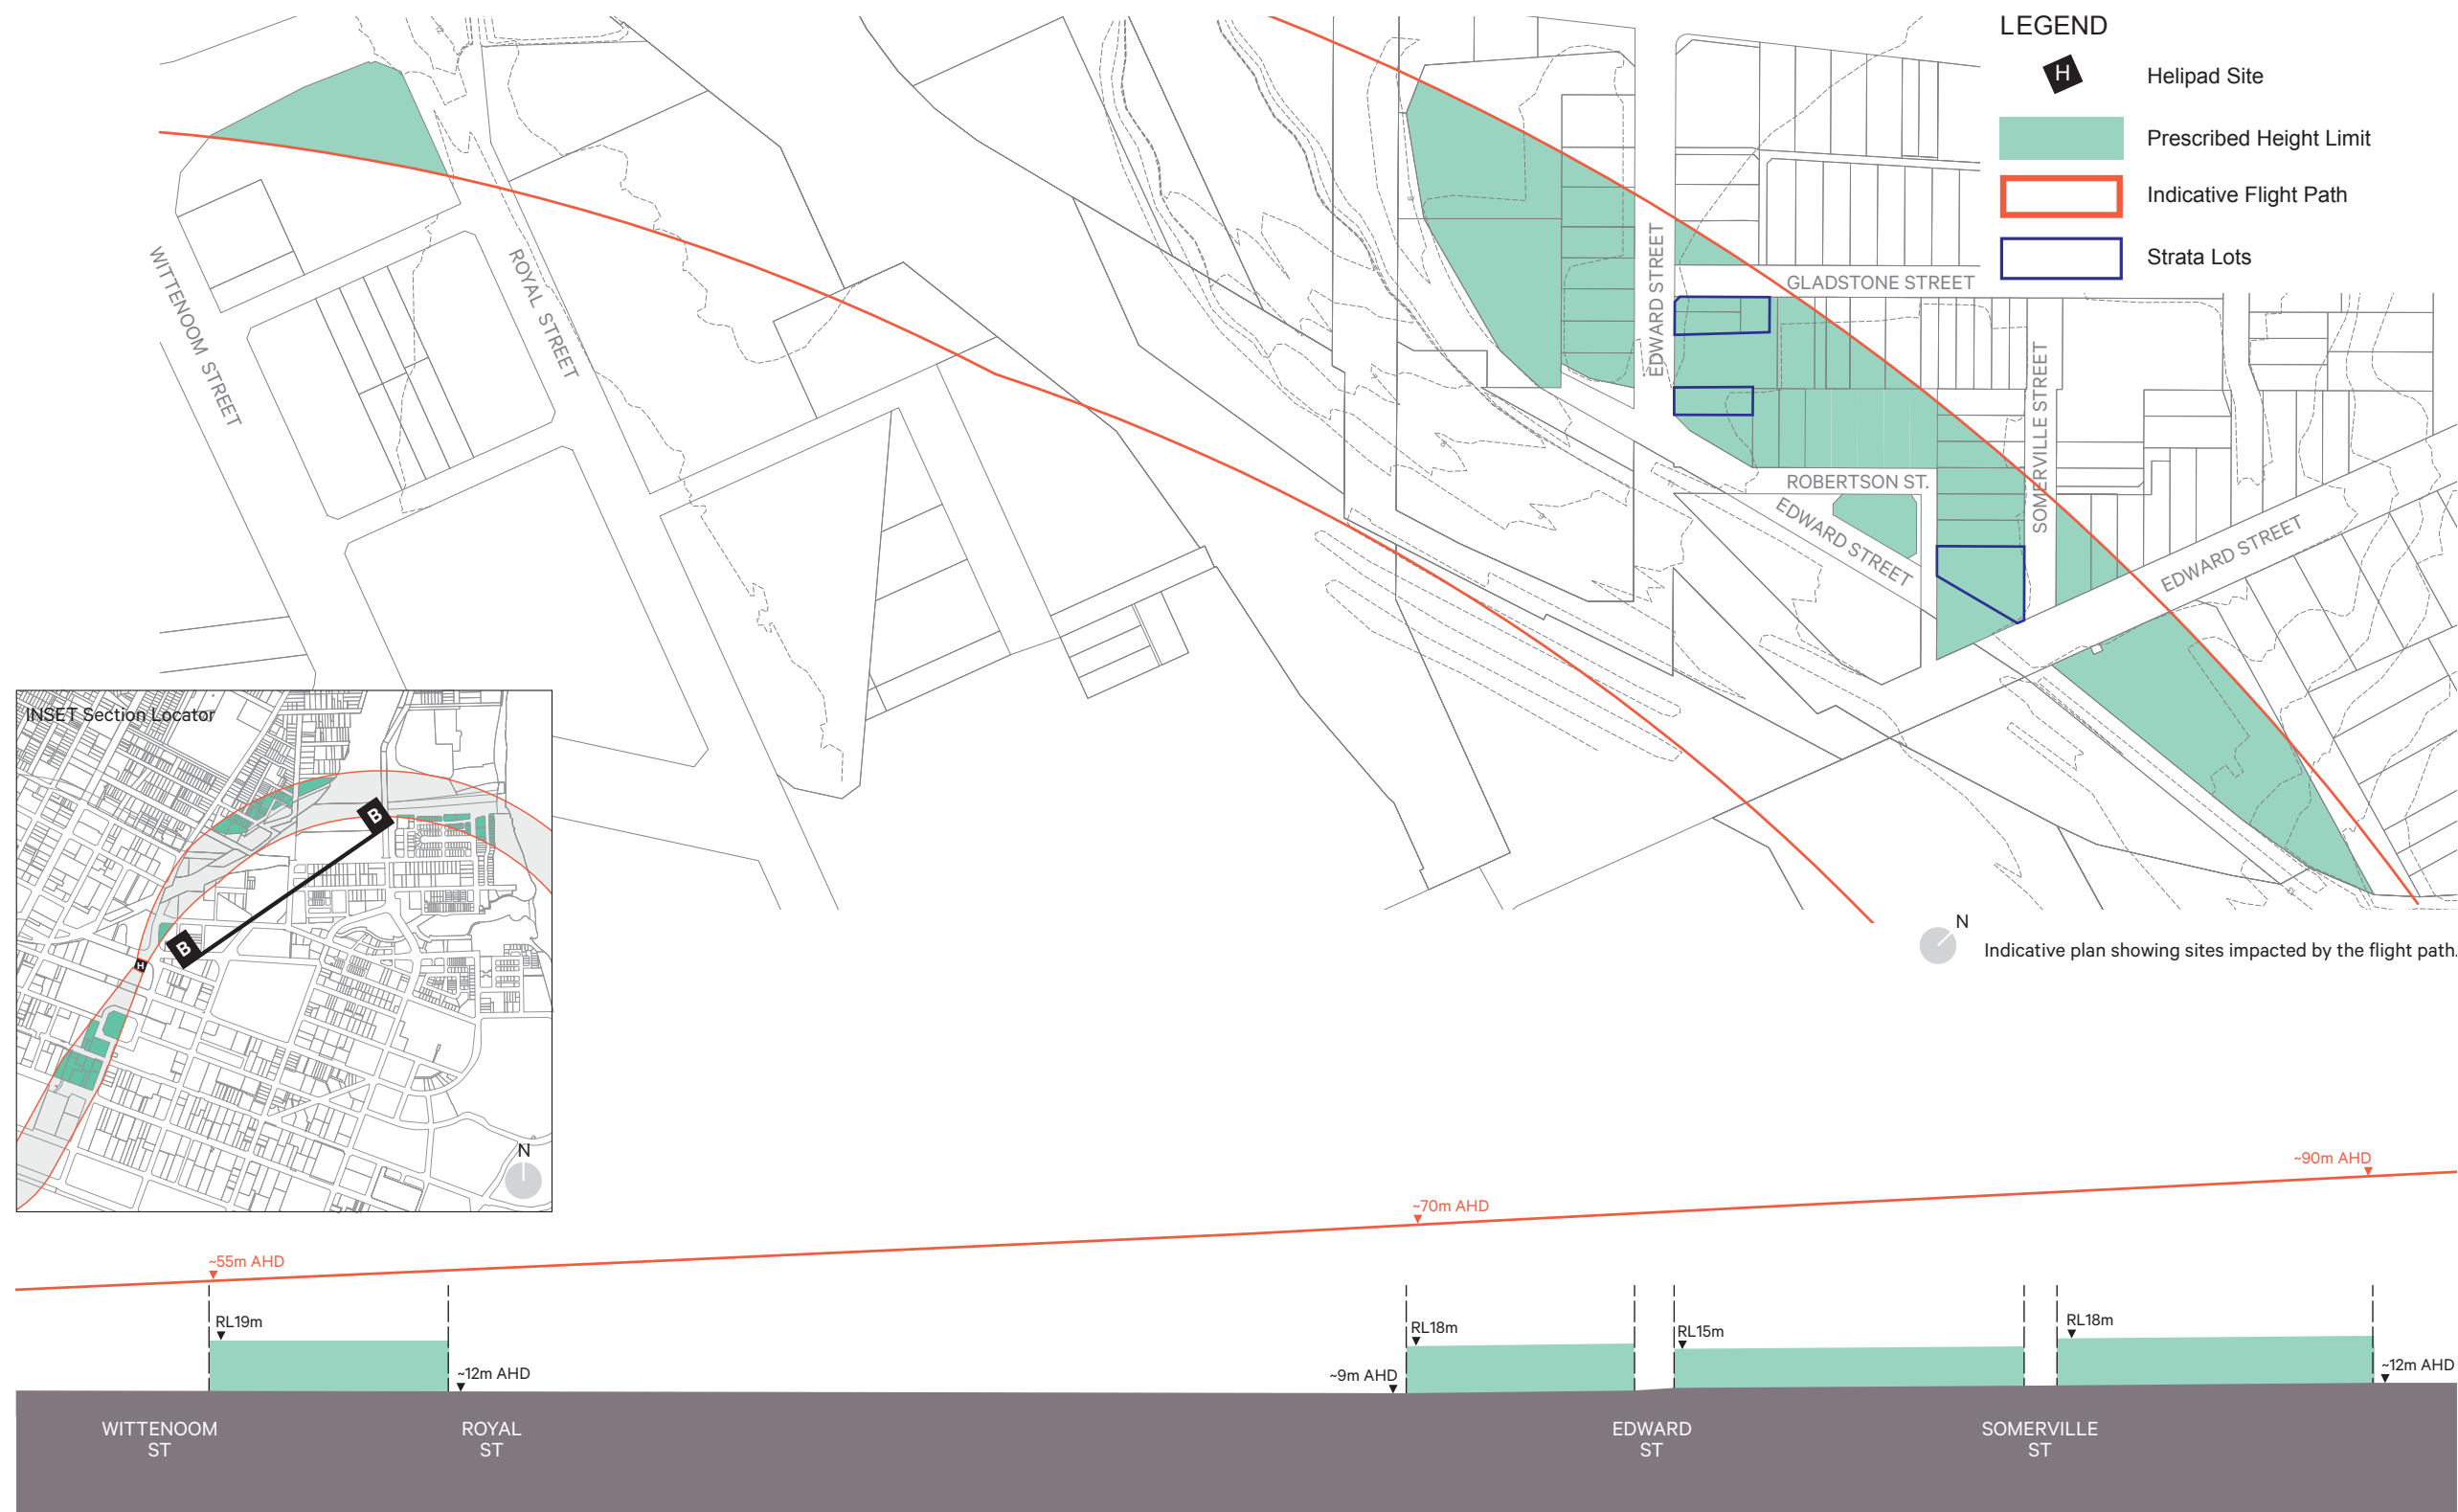 LEGEND
H
Helipad Site
Prescribed Height Limit
Indicative Flight Path
Strata Lots
WITTENOOM STREET
ROYAL STREET
EDWARD STREET
GLADSTONE STREET
SOMERVILLE STREET
ROBERTSON ST.
EDWARD STREET
EDWARD STREET
N
Indicative plan showing sites impacted by the flight path.
INSET Section Locator
B
B
H
N
~90m AHD
~70m AHD
~55m AHD
RL19m
~12m AHD
~9m AHD
RL18m
RL15m
RL18m
~12m AHD
WITTENOOM
ST
ROYAL
ST
EDWARD
ST
SOMERVILLE
ST